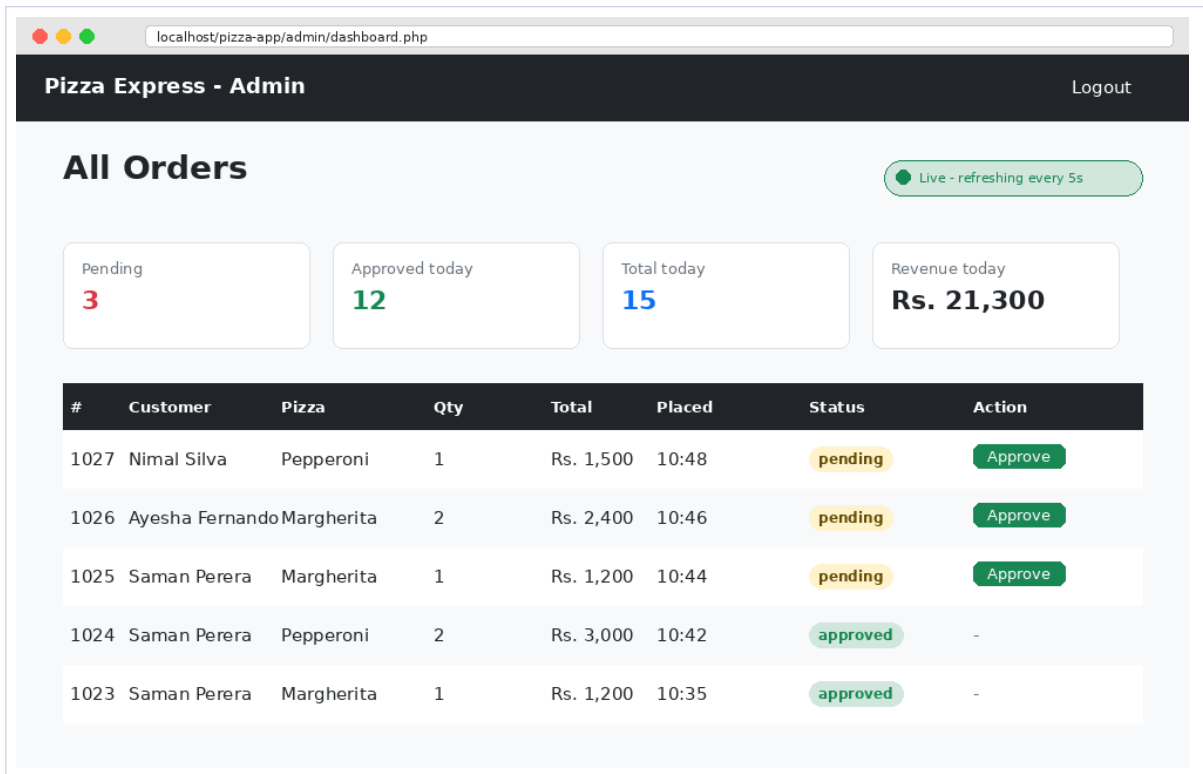 localhost/pizza-app/admin/dashboard.php
Pizza Express - Admin Logout
All Orders
Live - refreshing every 5s
Pending Approved today Total today Revenue today
3 12 15 Rs. 21,300
# Customer Pizza Qty Total Placed Status Action
1027 Nimal Silva Pepperoni 1 Rs. 1,500 10:48 pending Approve
1026 Ayesha Fernando Margherita 2 Rs. 2,400 10:46 pending Approve
1025 Saman Perera Margherita 1 Rs. 1,200 10:44 pending Approve
1024 Saman Perera Pepperoni 2 Rs. 3,000 10:42 approved -
1023 Saman Perera Margherita 1 Rs. 1,200 10:35 approved -